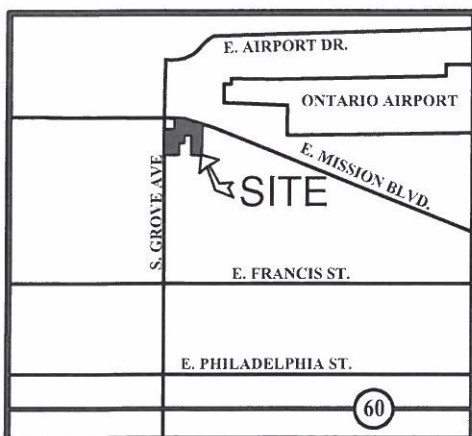 E. AIRPORT DR.
ONTARIO AIRPORT
E. MISSION BLVD.
S. GROVE AVE
SITE
E. FRANCIS ST.
E. PHILADELPHIA ST.
60